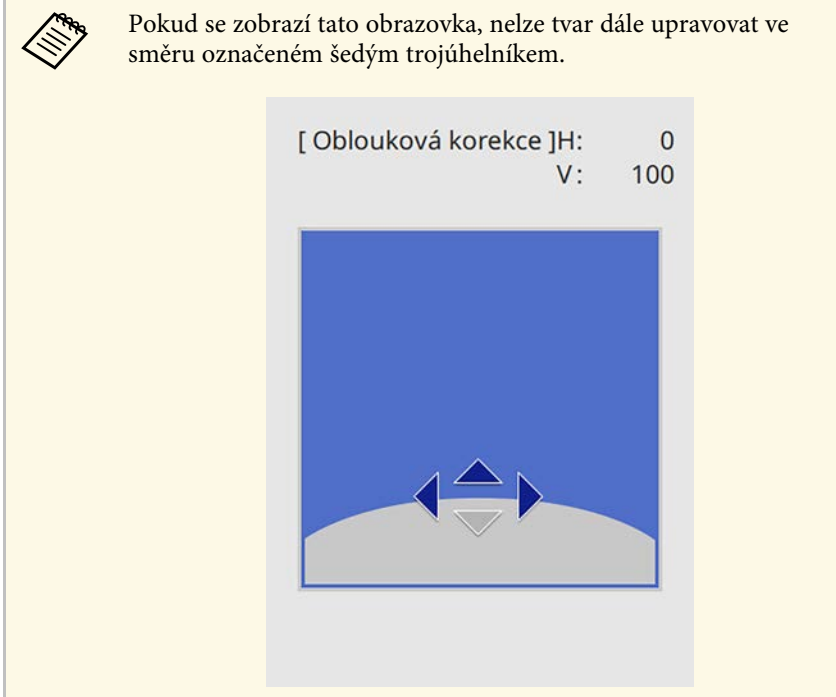 Pokud se zobrazí tato obrazovka, nelze tvar dále upravovat ve
směru označeném šedým trojúhelníkem.
[ Oblouková korekce ]H: 0
V: 100